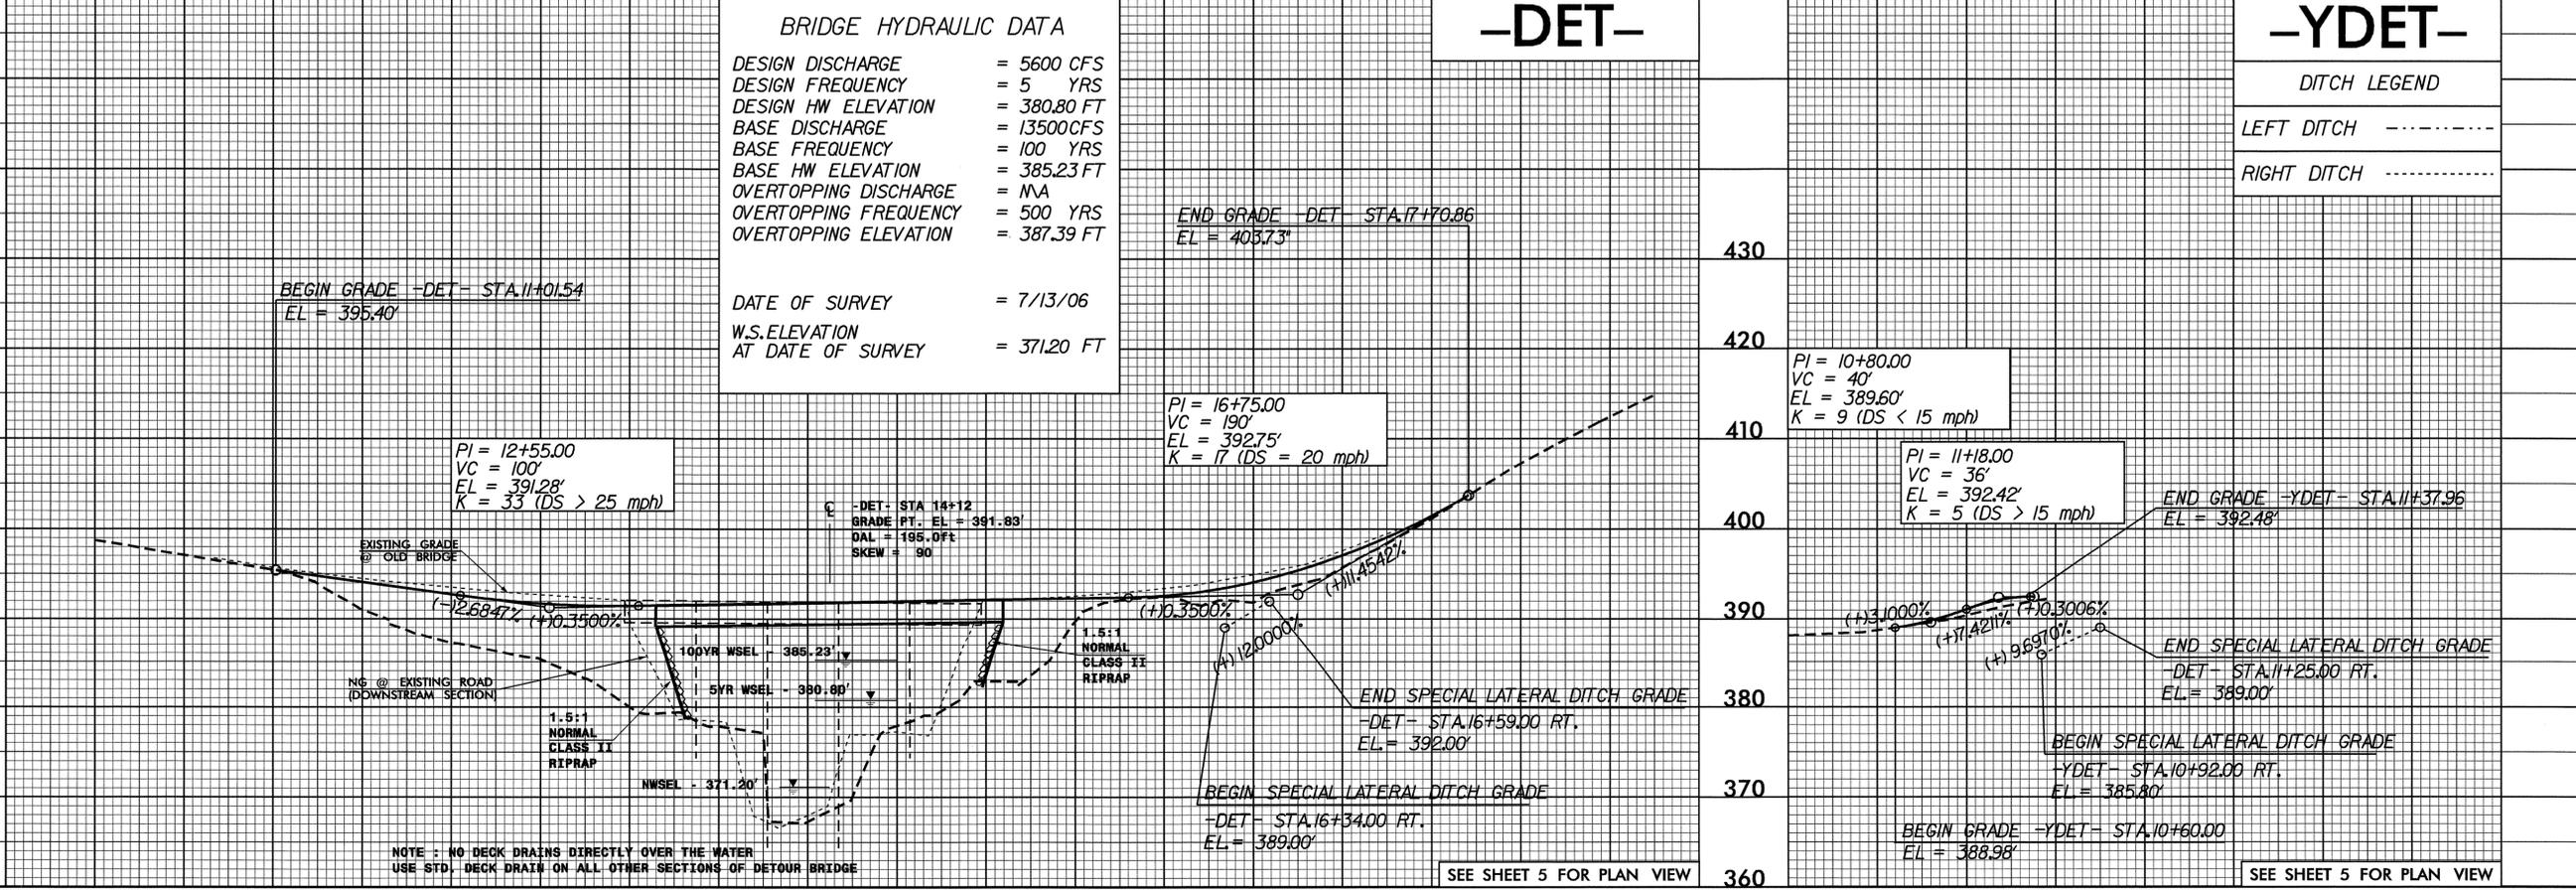 BRIDGE HYDRAULIC DATA
DESIGN DISCHARGE = 5600 CFS
DESIGN FREQUENCY = 5 YRS
DESIGN HW ELEVATION = 380.80 FT
BASE DISCHARGE = 13500 CFS
BASE FREQUENCY = 100 YRS
BASE HW ELEVATION = 385.23 FT
OVERTOPPING DISCHARGE = N\A
OVERTOPPING FREQUENCY = 500 YRS
OVERTOPPING ELEVATION = 387.39 FT
DATE OF SURVEY = 7/13/06
W.S. ELEVATION
AT DATE OF SURVEY = 371.20 FT
-DET-
-YDET-
DITCH LEGEND
LEFT DITCH
RIGHT DITCH
BEGIN GRADE -DET- STA. 11+01.54
EL = 395.40'
END GRADE -DET- STA. 17+70.86
EL = 403.73"
PI = 12+55.00
VC = 100'
EL = 391.28'
K = 33 (DS > 25 mph)
PI = 16+75.00
VC = 190'
EL = 392.75'
K = 17 (DS = 20 mph)
℄ -DET- STA 14+12
GRADE PT. EL = 391.83'
OAL = 195.0ft
SKEW = 90
EXISTING GRADE
@ OLD BRIDGE
(-)2.6847%
(+)0.3500%
(+)0.3500%
(+)11.4542%
(+)12.0000%
100YR WSEL - 385.23'
5YR WSEL - 380.80'
NWSEL - 371.20'
NG @ EXISTING ROAD
(DOWNSTREAM SECTION)
1.5:1
NORMAL
CLASS II
RIPRAP
1.5:1
NORMAL
CLASS II
RIPRAP
END SPECIAL LATERAL DITCH GRADE
-DET- STA. 16+59.00 RT.
EL.= 392.00'
BEGIN SPECIAL LATERAL DITCH GRADE
-DET- STA. 16+34.00 RT.
EL.= 389.00'
NOTE : NO DECK DRAINS DIRECTLY OVER THE WATER
USE STD. DECK DRAIN ON ALL OTHER SECTIONS OF DETOUR BRIDGE
SEE SHEET 5 FOR PLAN VIEW
430
420
410
400
390
380
370
360
PI = 10+80.00
VC = 40'
EL = 389.60'
K = 9 (DS < 15 mph)
PI = 11+18.00
VC = 36'
EL = 392.42'
K = 5 (DS > 15 mph)
END GRADE -YDET- STA. 11+37.96
EL = 392.48'
(+)3.1000%
(+)7.4211%
(+)0.3006%
(+) 9.6970%
END SPECIAL LATERAL DITCH GRADE
-DET- STA. 11+25.00 RT.
EL.= 389.00'
BEGIN SPECIAL LATERAL DITCH GRADE
-YDET- STA. 10+92.00 RT.
EL.= 385.80'
BEGIN GRADE -YDET- STA. 10+60.00
EL = 388.98'
SEE SHEET 5 FOR PLAN VIEW